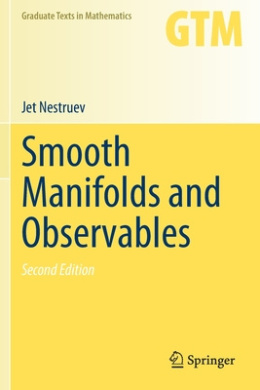 Graduate Texts in Mathematics
GTM
Jet Nestruev
Smooth
Manifolds and
Observables
Second Edition
Springer